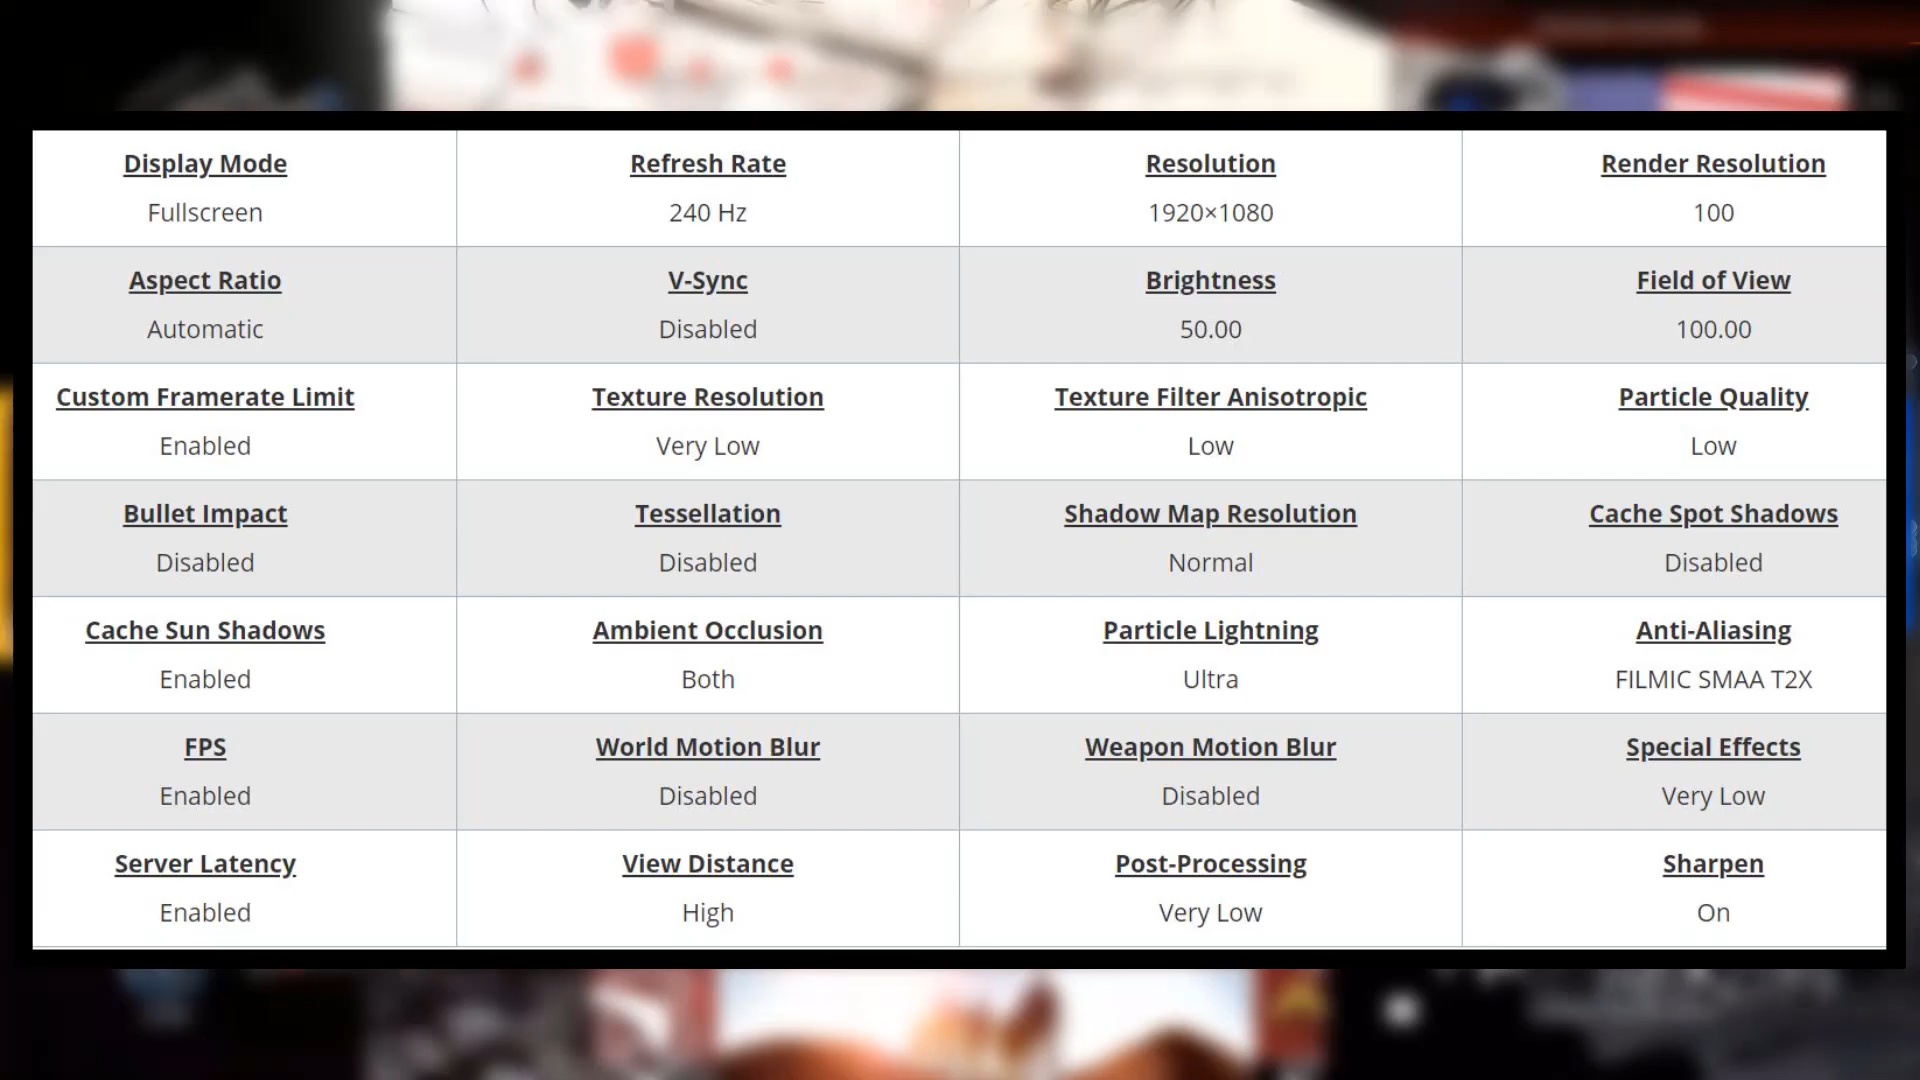 Display Mode Refresh Rate Resolution Render Resolution
Fullscreen 240 Hz 1920×1080 100
Aspect Ratio V-Sync Brightness Field of View
Automatic Disabled 50.00 100.00
Custom Framerate Limit Texture Resolution Texture Filter Anisotropic Particle Quality
Enabled Very Low Low Low
Bullet Impact Tessellation Shadow Map Resolution Cache Spot Shadows
Disabled Disabled Normal Disabled
Cache Sun Shadows Ambient Occlusion Particle Lightning Anti-Aliasing
Enabled Both Ultra FILMIC SMAA T2X
FPS World Motion Blur Weapon Motion Blur Special Effects
Enabled Disabled Disabled Very Low
Server Latency View Distance Post-Processing Sharpen
Enabled High Very Low On